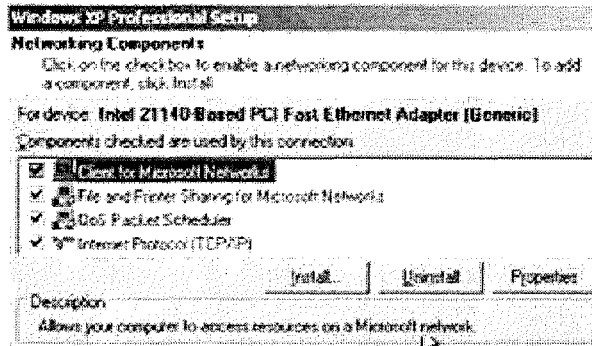 Windows XP Professional Setup
Networking Components
Click on the check box to enable a networking component for this device. To add
a component, click Install
For device: Intel 21140-Based PCI Fast Ethernet Adapter (Generic)
Components checked are used by this connection
Client for Microsoft Networks
File and Printer Sharing for Microsoft Networks
QoS Packet Scheduler
Internet Protocol (TCP/IP)
Install... Uninstall Properties
Description
Allows your computer to access resources on a Microsoft network.